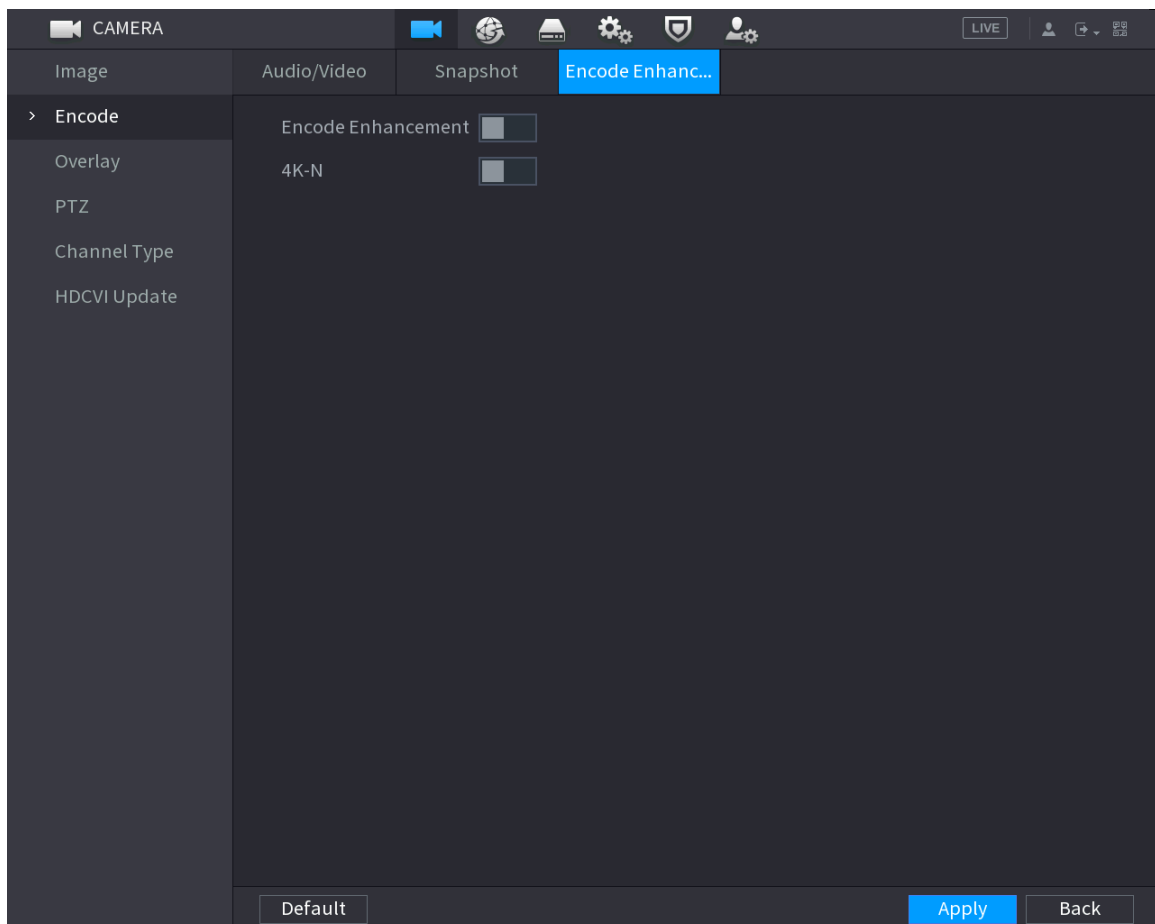 CAMERA
LIVE
Image
Audio/Video
Snapshot
Encode Enhanc...
Encode
Overlay
PTZ
Channel Type
HDCVI Update
Encode Enhancement
4K-N
Default
Apply
Back